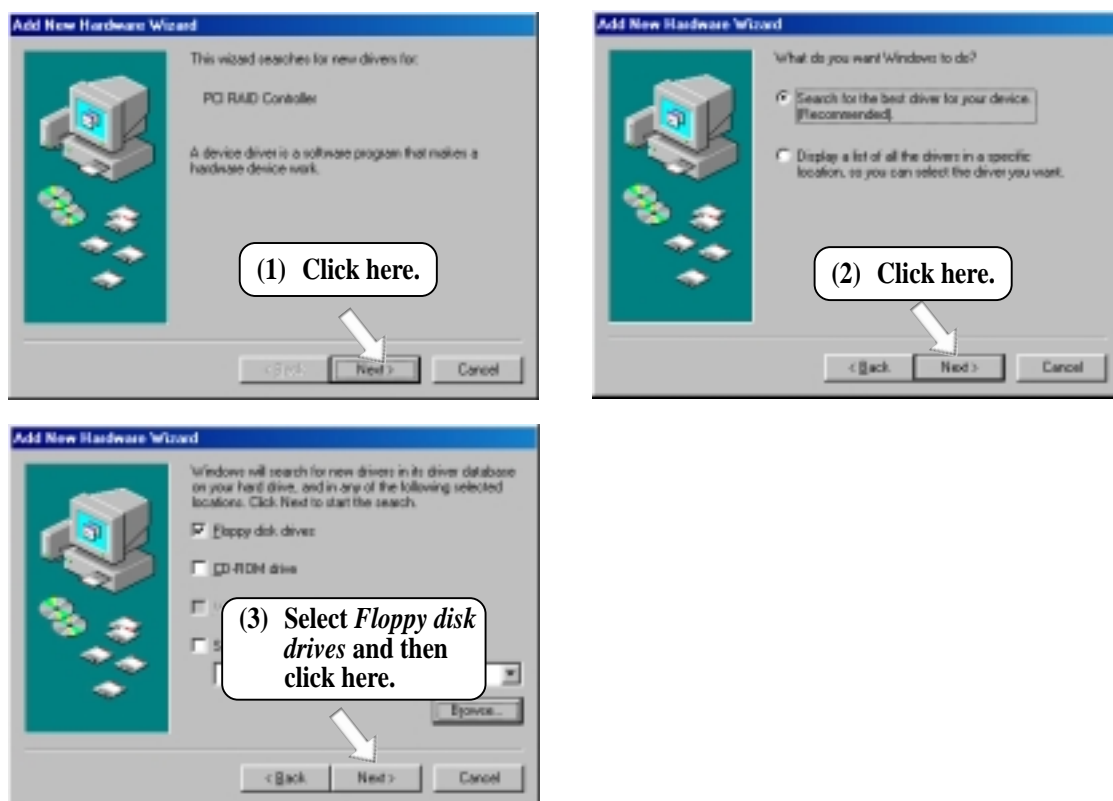 Add New Hardware Wizard
This wizard searches for new drivers for:
PCI RAID Controller
A device driver is a software program that makes a
hardware device work.
(1) Click here.
< Back
Next >
Cancel
Add New Hardware Wizard
What do you want Windows to do?
Search for the best driver for your device.
(Recommended).
Display a list of all the drivers in a specific
location, so you can select the driver you want.
(2) Click here.
< Back
Next >
Cancel
Add New Hardware Wizard
Windows will search for new drivers in its driver database
on your hard drive, and in any of the following selected
locations. Click Next to start the search.
Floppy disk drives
CD-ROM drive
(3) Select Floppy disk
drives and then
click here.
Browse...
< Back
Next >
Cancel